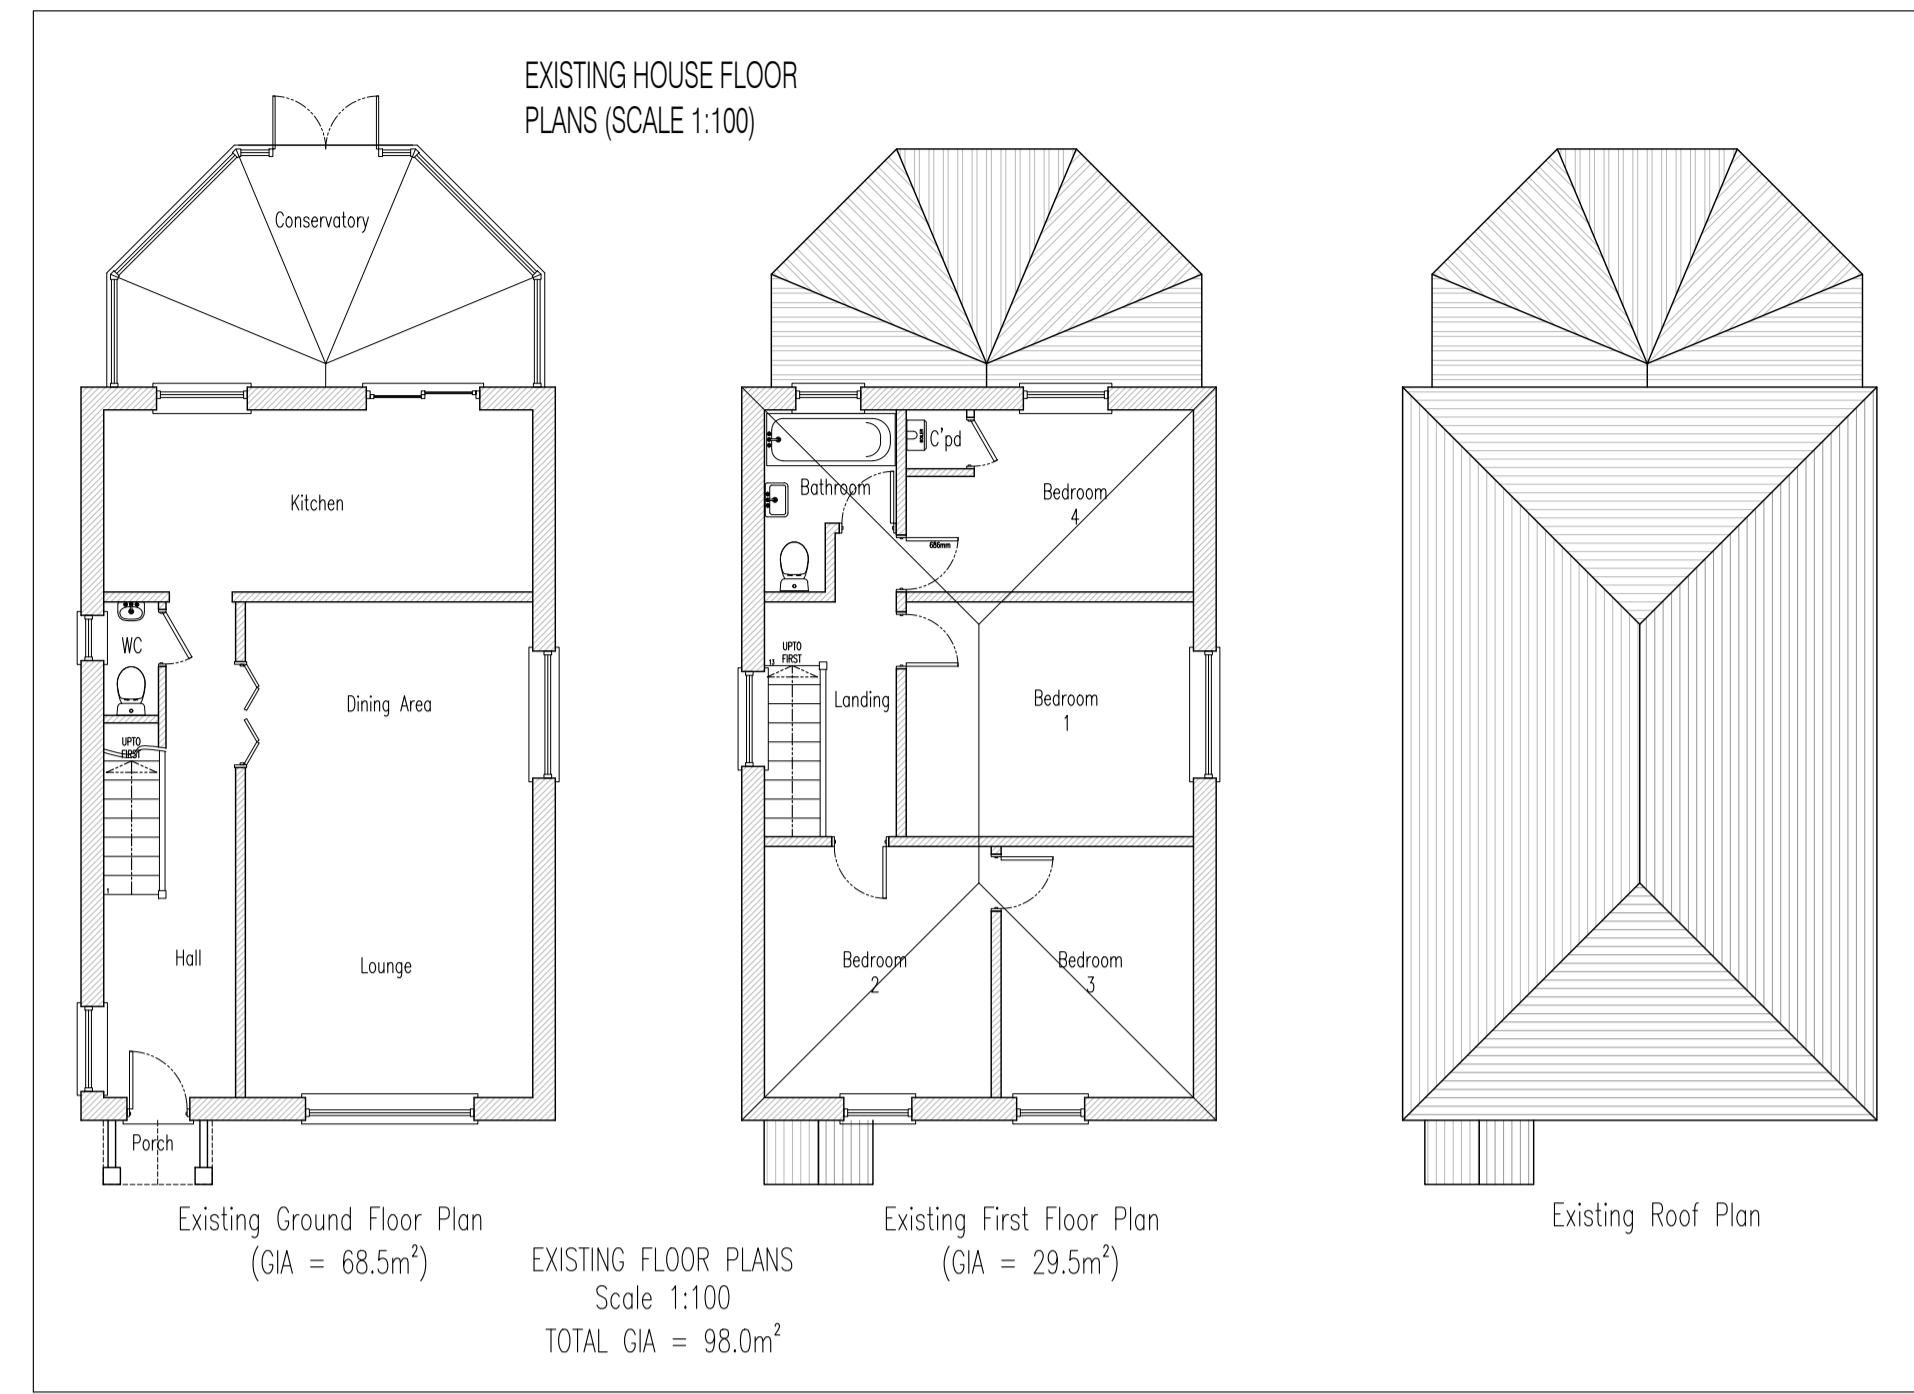 EXISTING HOUSE FLOOR
PLANS (SCALE 1:100)
Conservatory
Kitchen
WC
UPTO
FIRST
1
Dining Area
Hall
Lounge
Porch
Existing Ground Floor Plan
(GIA = 68.5m²)
C'pd
Bathroom
Bedroom
4
686mm
UPTO
FIRST
13
Landing
Bedroom
1
Bedroom
2
Bedroom
3
Existing First Floor Plan
(GIA = 29.5m²)
Existing Roof Plan
EXISTING FLOOR PLANS
Scale 1:100
TOTAL GIA = 98.0m²